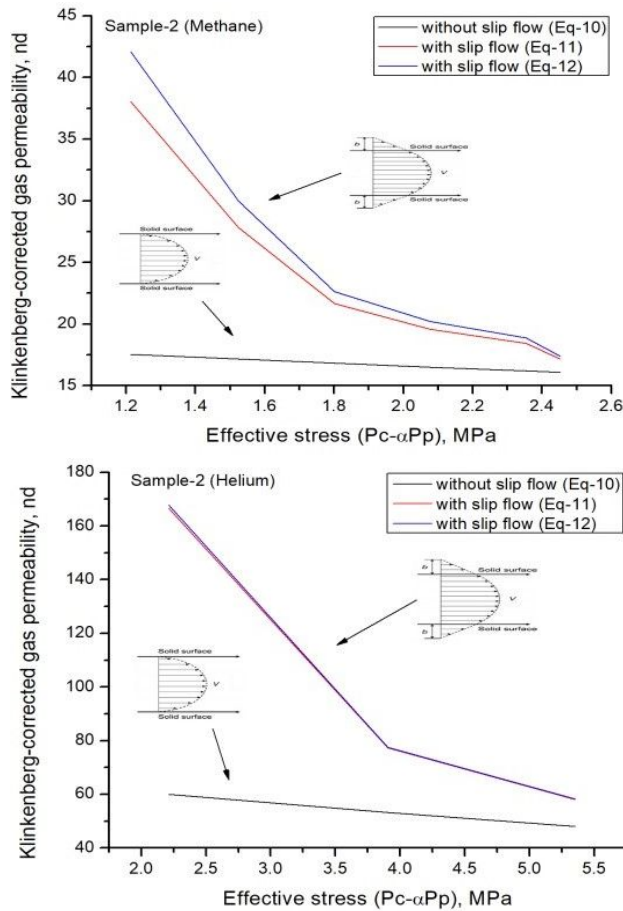 Sample-2 (Methane)
without slip flow (Eq-10)
with slip flow (Eq-11)
with slip flow (Eq-12)
Klinkenberg-corrected gas permeability, nd
45
40
35
30
25
20
15
b
Solid surface
V
Solid surface
b
Solid surface
V
Solid surface
1.2 1.4 1.6 1.8 2.0 2.2 2.4 2.6
Effective stress (Pc-αPp), MPa
Sample-2 (Helium)
without slip flow (Eq-10)
with slip flow (Eq-11)
with slip flow (Eq-12)
Klinkenberg-corrected gas permeability, nd
180
160
140
120
100
80
60
40
b
Solid surface
V
Solid surface
b
Solid surface
V
Solid surface
2.0 2.5 3.0 3.5 4.0 4.5 5.0 5.5
Effective stress (Pc-αPp), MPa